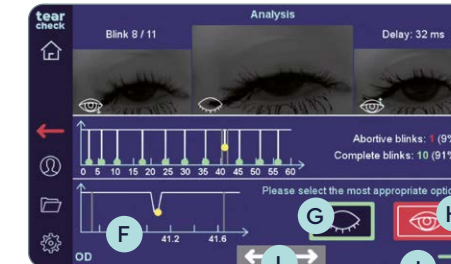 tear
check
Analysis
Blink 8 / 11
Delay: 32 ms
Abortive blinks: 1 (9%
Complete blinks: 10 (91%
0 5 10 15 20 25 30 35 40 45 50 55 60
Please select the most appropriate optio
G
H
F
41.2 41.6
OD